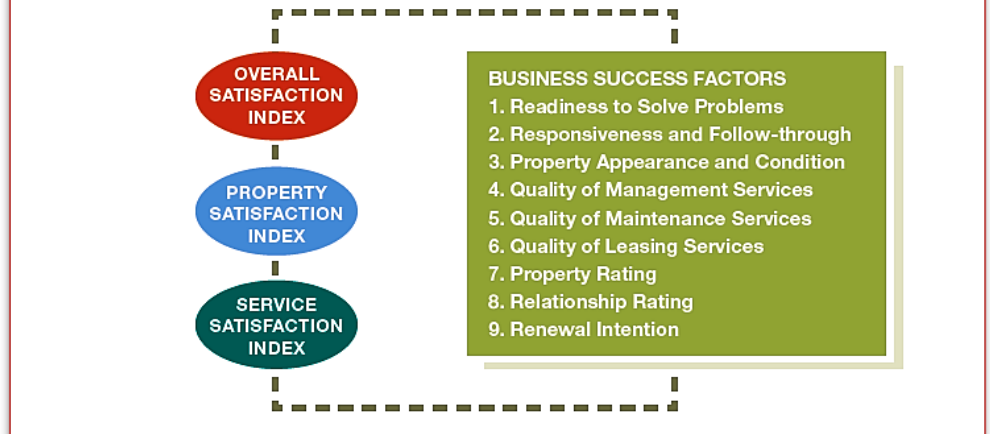 OVERALL
SATISFACTION
INDEX
PROPERTY
SATISFACTION
INDEX
SERVICE
SATISFACTION
INDEX
BUSINESS SUCCESS FACTORS
1. Readiness to Solve Problems
2. Responsiveness and Follow-through
3. Property Appearance and Condition
4. Quality of Management Services
5. Quality of Maintenance Services
6. Quality of Leasing Services
7. Property Rating
8. Relationship Rating
9. Renewal Intention